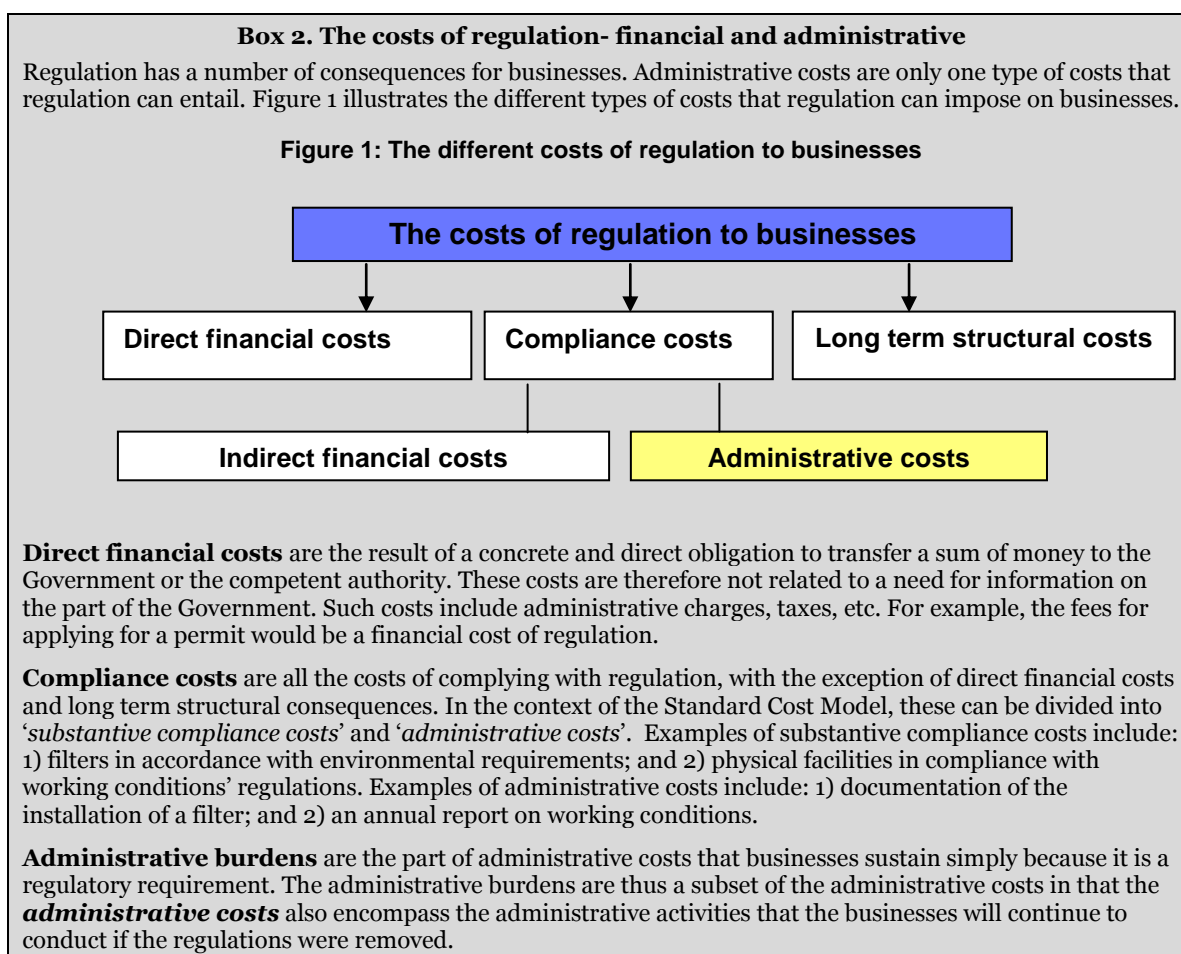 Box 2. The costs of regulation- financial and administrative
Regulation has a number of consequences for businesses. Administrative costs are only one type of costs that
regulation can entail. Figure 1 illustrates the different types of costs that regulation can impose on businesses.
Figure 1: The different costs of regulation to businesses
The costs of regulation to businesses
Direct financial costs
Compliance costs
Long term structural costs
Indirect financial costs
Administrative costs
Direct financial costs are the result of a concrete and direct obligation to transfer a sum of money to the
Government or the competent authority. These costs are therefore not related to a need for information on
the part of the Government. Such costs include administrative charges, taxes, etc. For example, the fees for
applying for a permit would be a financial cost of regulation.
Compliance costs are all the costs of complying with regulation, with the exception of direct financial costs
and long term structural consequences. In the context of the Standard Cost Model, these can be divided into
‘substantive compliance costs’ and ‘administrative costs’. Examples of substantive compliance costs include:
1) filters in accordance with environmental requirements; and 2) physical facilities in compliance with
working conditions’ regulations. Examples of administrative costs include: 1) documentation of the
installation of a filter; and 2) an annual report on working conditions.
Administrative burdens are the part of administrative costs that businesses sustain simply because it is a
regulatory requirement. The administrative burdens are thus a subset of the administrative costs in that the
administrative costs also encompass the administrative activities that the businesses will continue to
conduct if the regulations were removed.